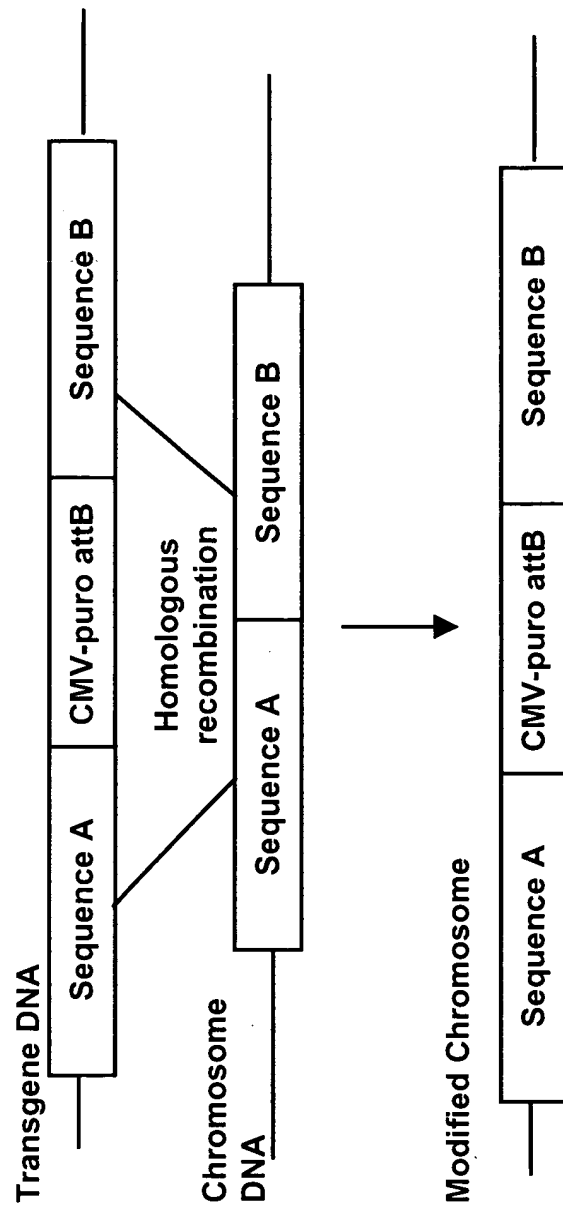 Transgene DNA
Sequence A
CMV-puro attB
Sequence B
Homologous
recombination
Chromosome
DNA
Sequence A
Sequence B
Modified Chromosome
Sequence A
CMV-puro attB
Sequence B